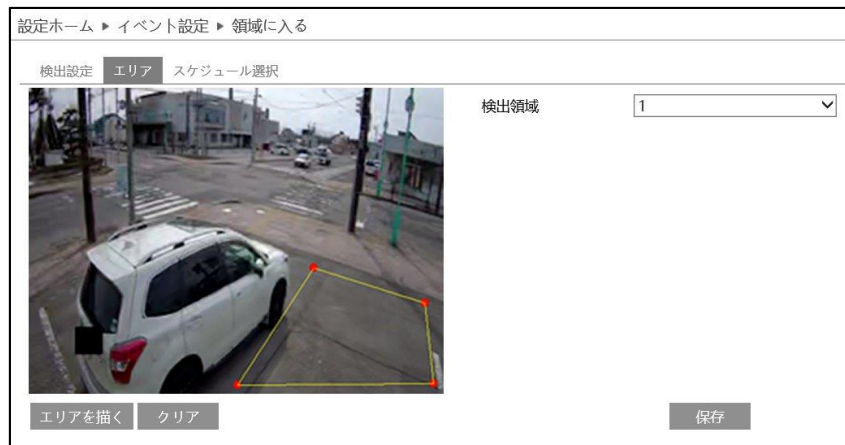 設定ホーム ▶ イベント設定 ▶ 領域に入る
検出設定 エリア スケジュール選択
検出領域 1
エリアを描く クリア 保存